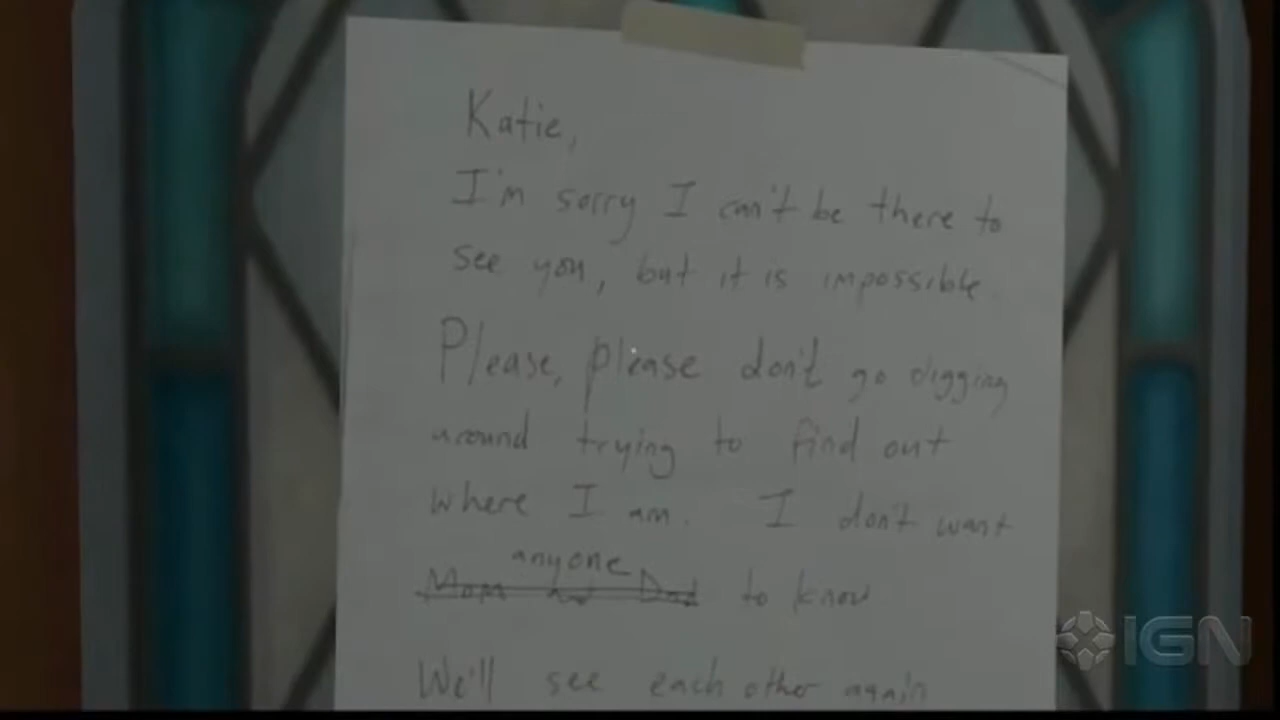 Katie,
I'm sorry I can't be there to
see you, but it is impossible.
Please, please don't go digging
around trying to find out
where I am. I don't want
anyone
Mom and Dad to know
We'll see each other again
IGN